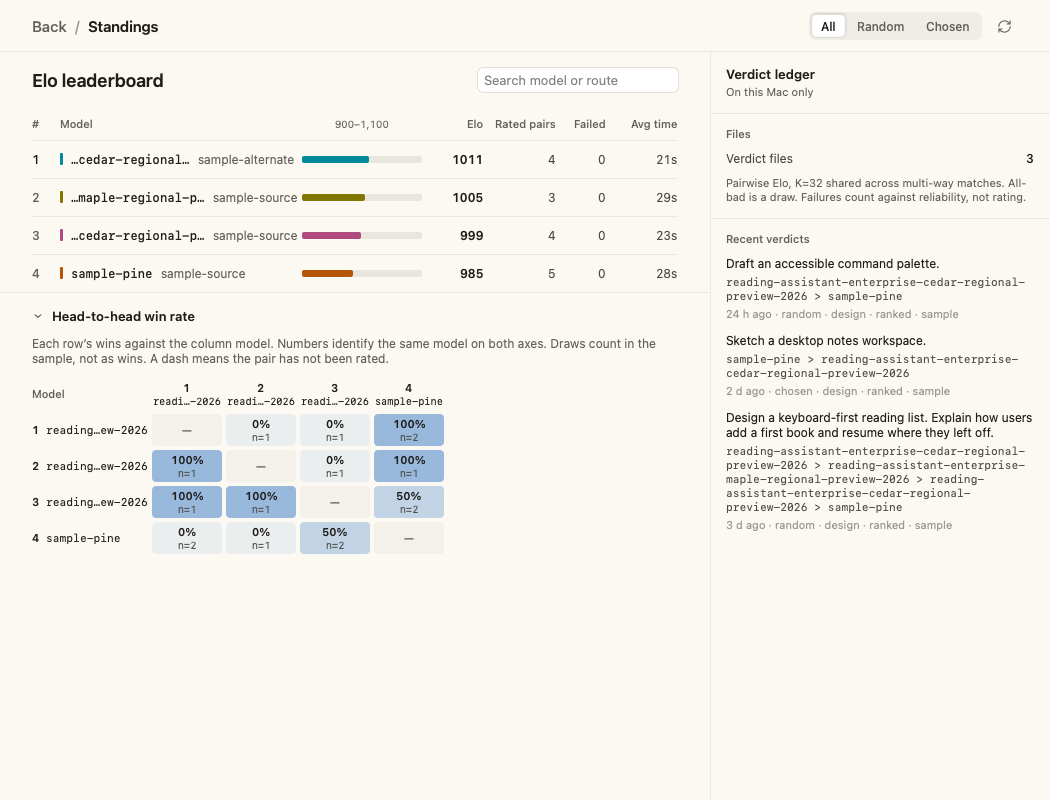 Back / Standings
All Random Chosen
Elo leaderboard
Search model or route
# Model 900–1,100 Elo Rated pairs Failed Avg time
1 …cedar-regional… sample-alternate 1011 4 0 21s
2 …maple-regional-p… sample-source 1005 3 0 29s
3 …cedar-regional-p… sample-source 999 4 0 23s
4 sample-pine sample-source 985 5 0 28s
Head-to-head win rate
Each row's wins against the column model. Numbers identify the same model on both axes. Draws count in the
sample, not as wins. A dash means the pair has not been rated.
Model 1 2 3 4
readi…-2026 readi…-2026 readi…-2026 sample-pine
1 reading…ew-2026 — 0% 0% 100%
n=1 n=1 n=2
2 reading…ew-2026 100% — 0% 100%
n=1 n=1 n=1
3 reading…ew-2026 100% 100% — 50%
n=1 n=1 n=2
4 sample-pine 0% 0% 50% —
n=2 n=1 n=2
Verdict ledger
On this Mac only
Files
Verdict files 3
Pairwise Elo, K=32 shared across multi-way matches. All-
bad is a draw. Failures count against reliability, not rating.
Recent verdicts
Draft an accessible command palette.
reading-assistant-enterprise-cedar-regional-
preview-2026 > sample-pine
24 h ago · random · design · ranked · sample
Sketch a desktop notes workspace.
sample-pine > reading-assistant-enterprise-
cedar-regional-preview-2026
2 d ago · chosen · design · ranked · sample
Design a keyboard-first reading list. Explain how users
add a first book and resume where they left off.
reading-assistant-enterprise-cedar-regional-
preview-2026 > reading-assistant-enterprise-
maple-regional-preview-2026 > reading-
assistant-enterprise-cedar-regional-
preview-2026 > sample-pine
3 d ago · random · design · ranked · sample